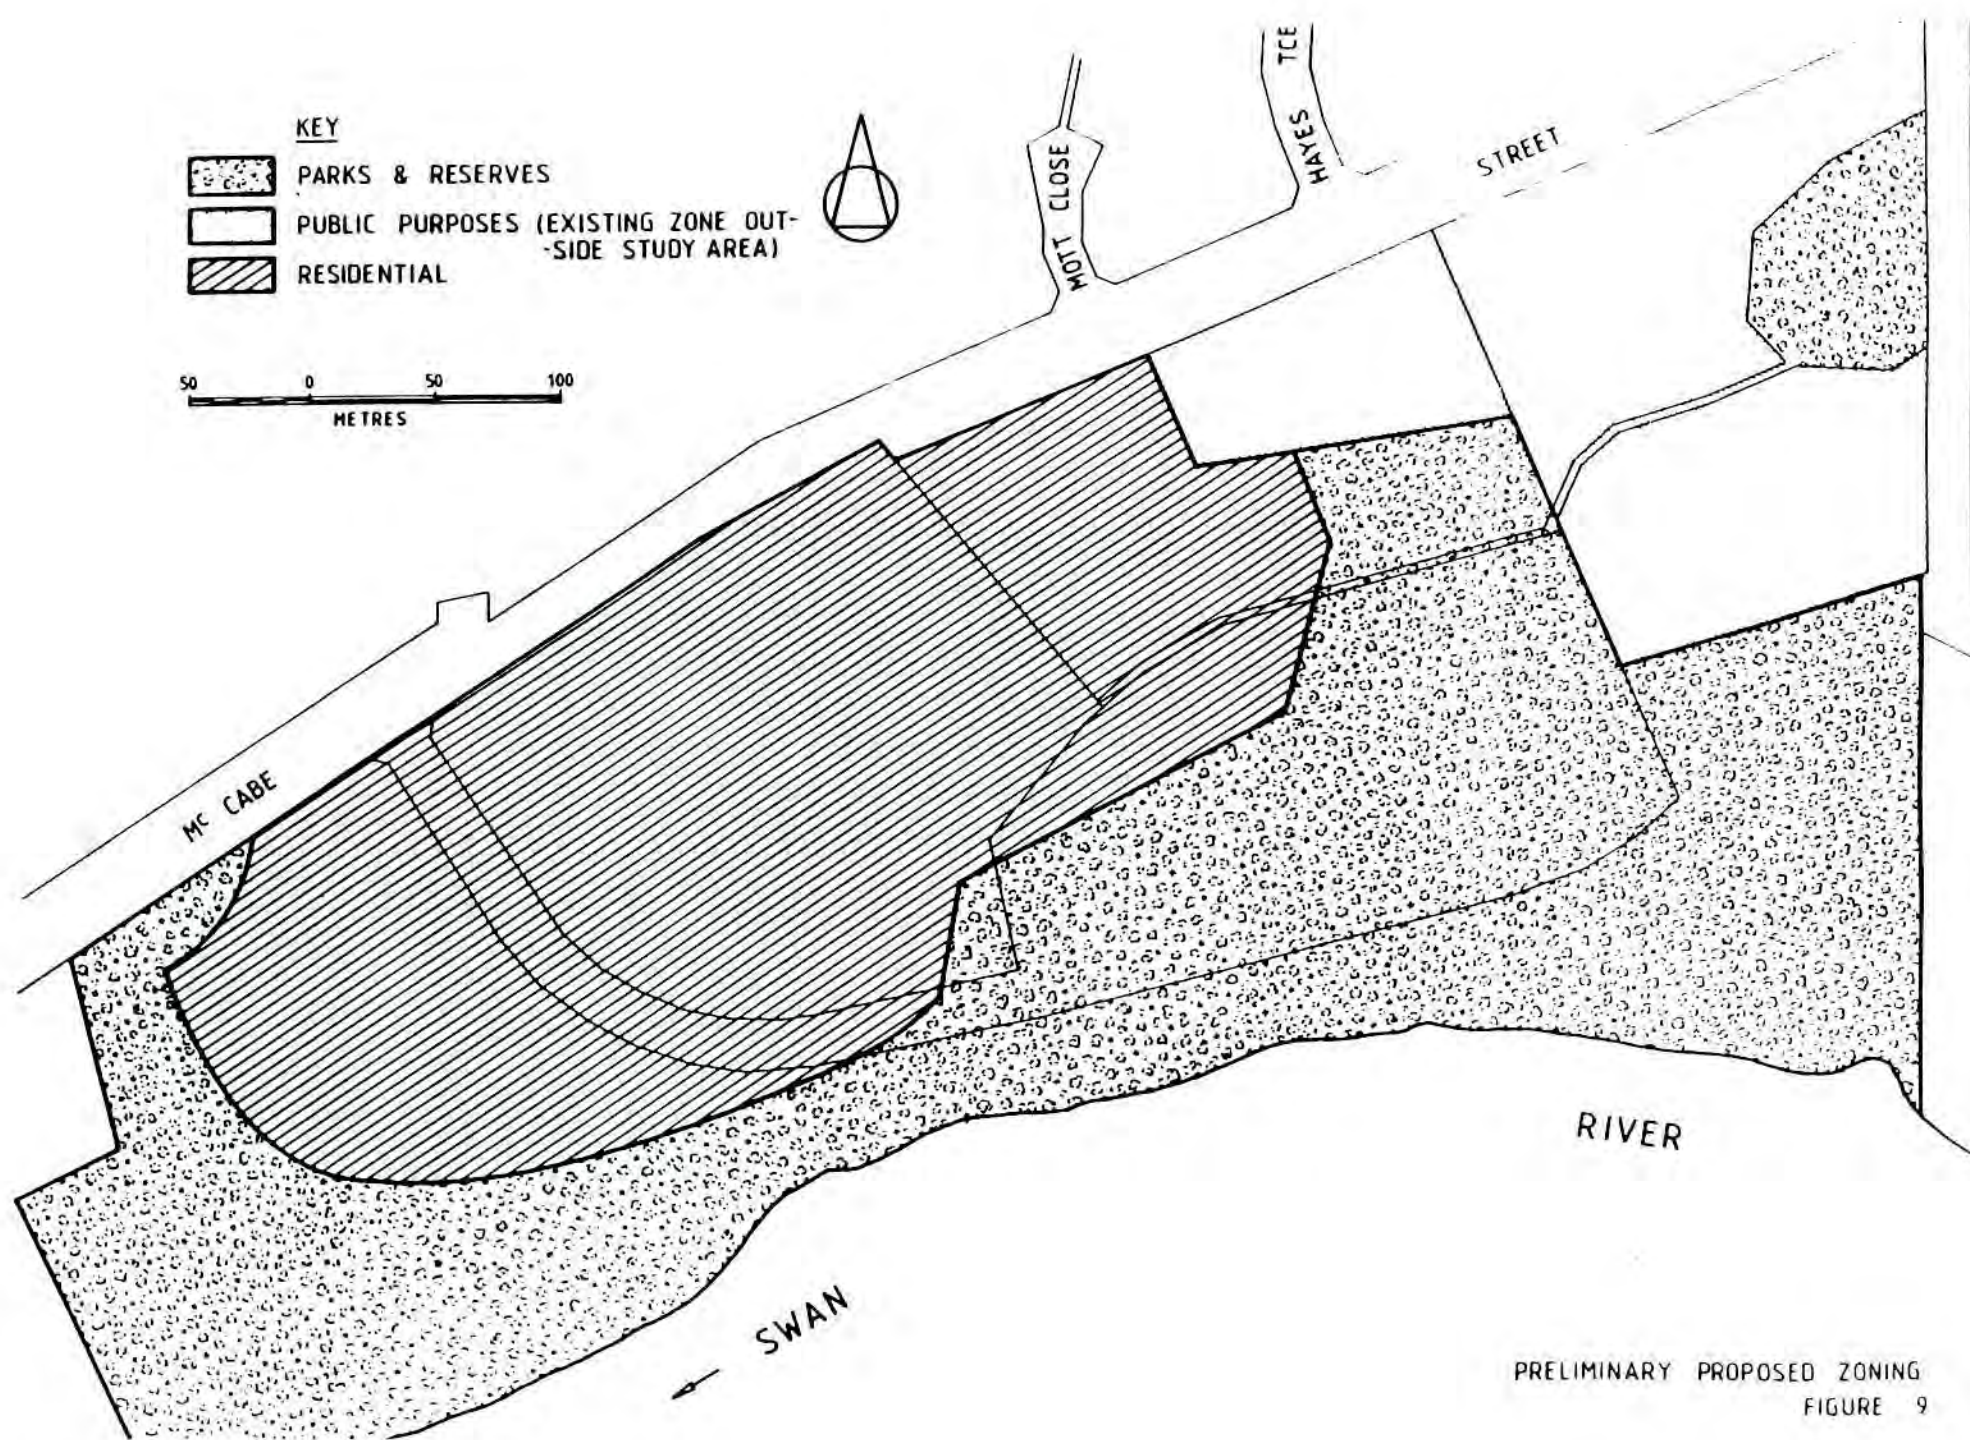 KEY
PARKS & RESERVES
PUBLIC PURPOSES (EXISTING ZONE OUT-
-SIDE STUDY AREA)
RESIDENTIAL
50 0 50 100
METRES
MOTT CLOSE
HAYES TCE
STREET
Mc CABE
RIVER
SWAN
PRELIMINARY PROPOSED ZONING
FIGURE 9